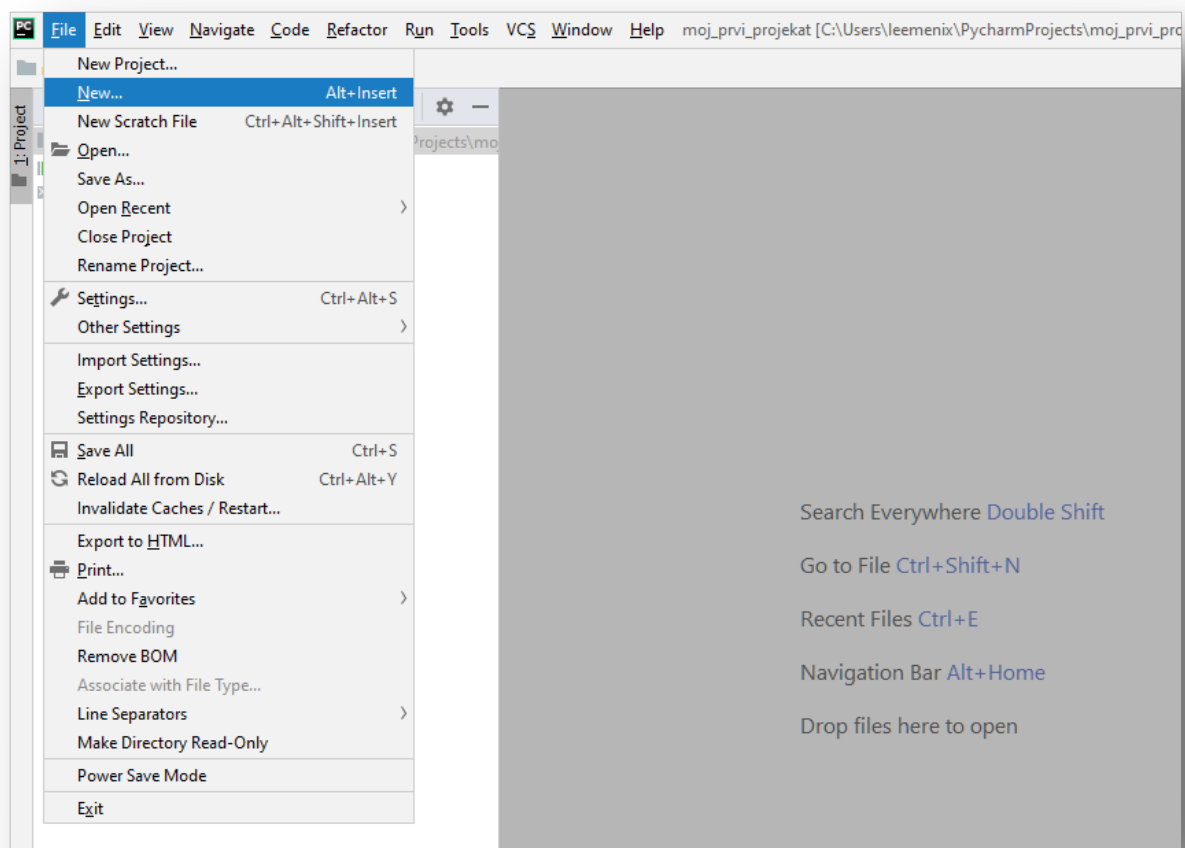 PC File Edit View Navigate Code Refactor Run Tools VCS Window Help moj_prvi_projekat [C:\Users\leemenix\PycharmProjects\moj_prvi_pro
New Project...
New... Alt+Insert
New Scratch File Ctrl+Alt+Shift+Insert
Projects\moj
1: Project
Open...
Save As...
Open Recent
Close Project
Rename Project...
Settings... Ctrl+Alt+S
Other Settings
Import Settings...
Export Settings...
Settings Repository...
Save All Ctrl+S
Reload All from Disk Ctrl+Alt+Y
Invalidate Caches / Restart...
Export to HTML...
Print...
Add to Favorites
File Encoding
Remove BOM
Associate with File Type...
Line Separators
Make Directory Read-Only
Power Save Mode
Exit
Search Everywhere Double Shift
Go to File Ctrl+Shift+N
Recent Files Ctrl+E
Navigation Bar Alt+Home
Drop files here to open